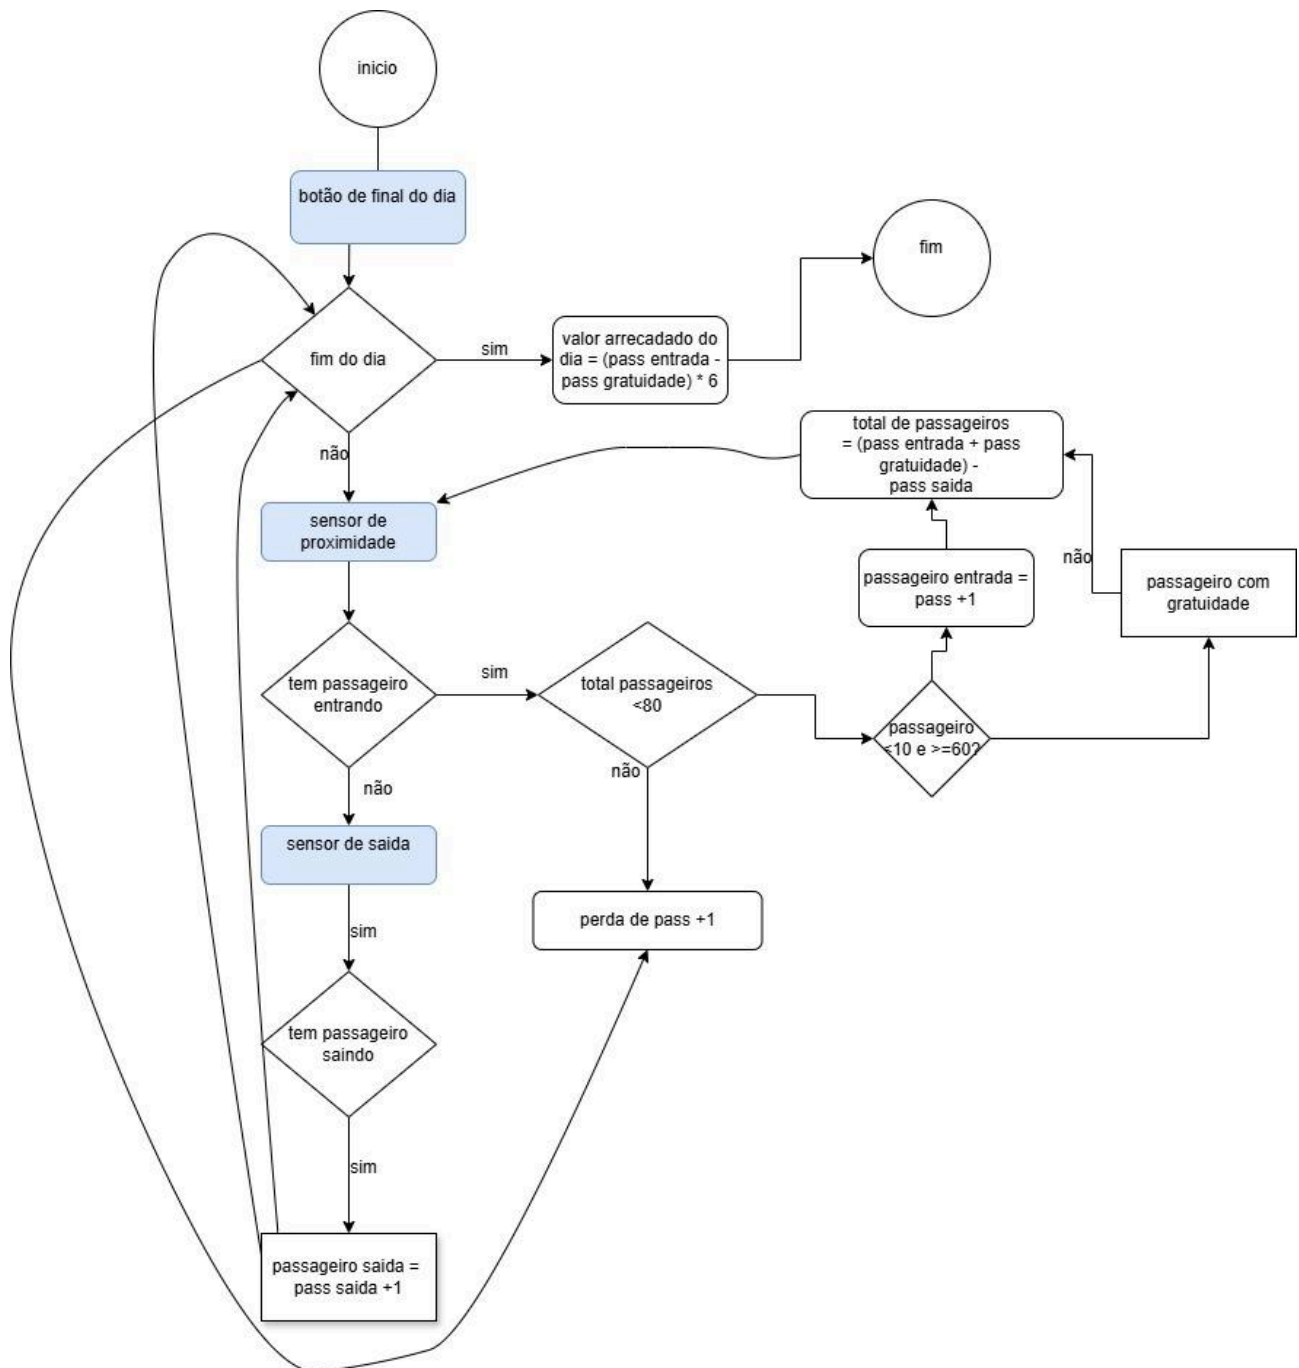 inicio
botão de final do dia
fim
fim do dia
sim
valor arrecadado do
dia = (pass entrada -
pass gratuidade) * 6
não
total de passageiros
= (pass entrada + pass
gratuidade) -
pass saida
sensor de
proximidade
passageiro entrada =
pass +1
não
passageiro com
gratuidade
tem passageiro
entrando
sim
total passageiros
<80
passageiro
<10 e >=60?
não
não
sensor de saida
sim
perda de pass +1
tem passageiro
saindo
sim
passageiro saida =
pass saida +1